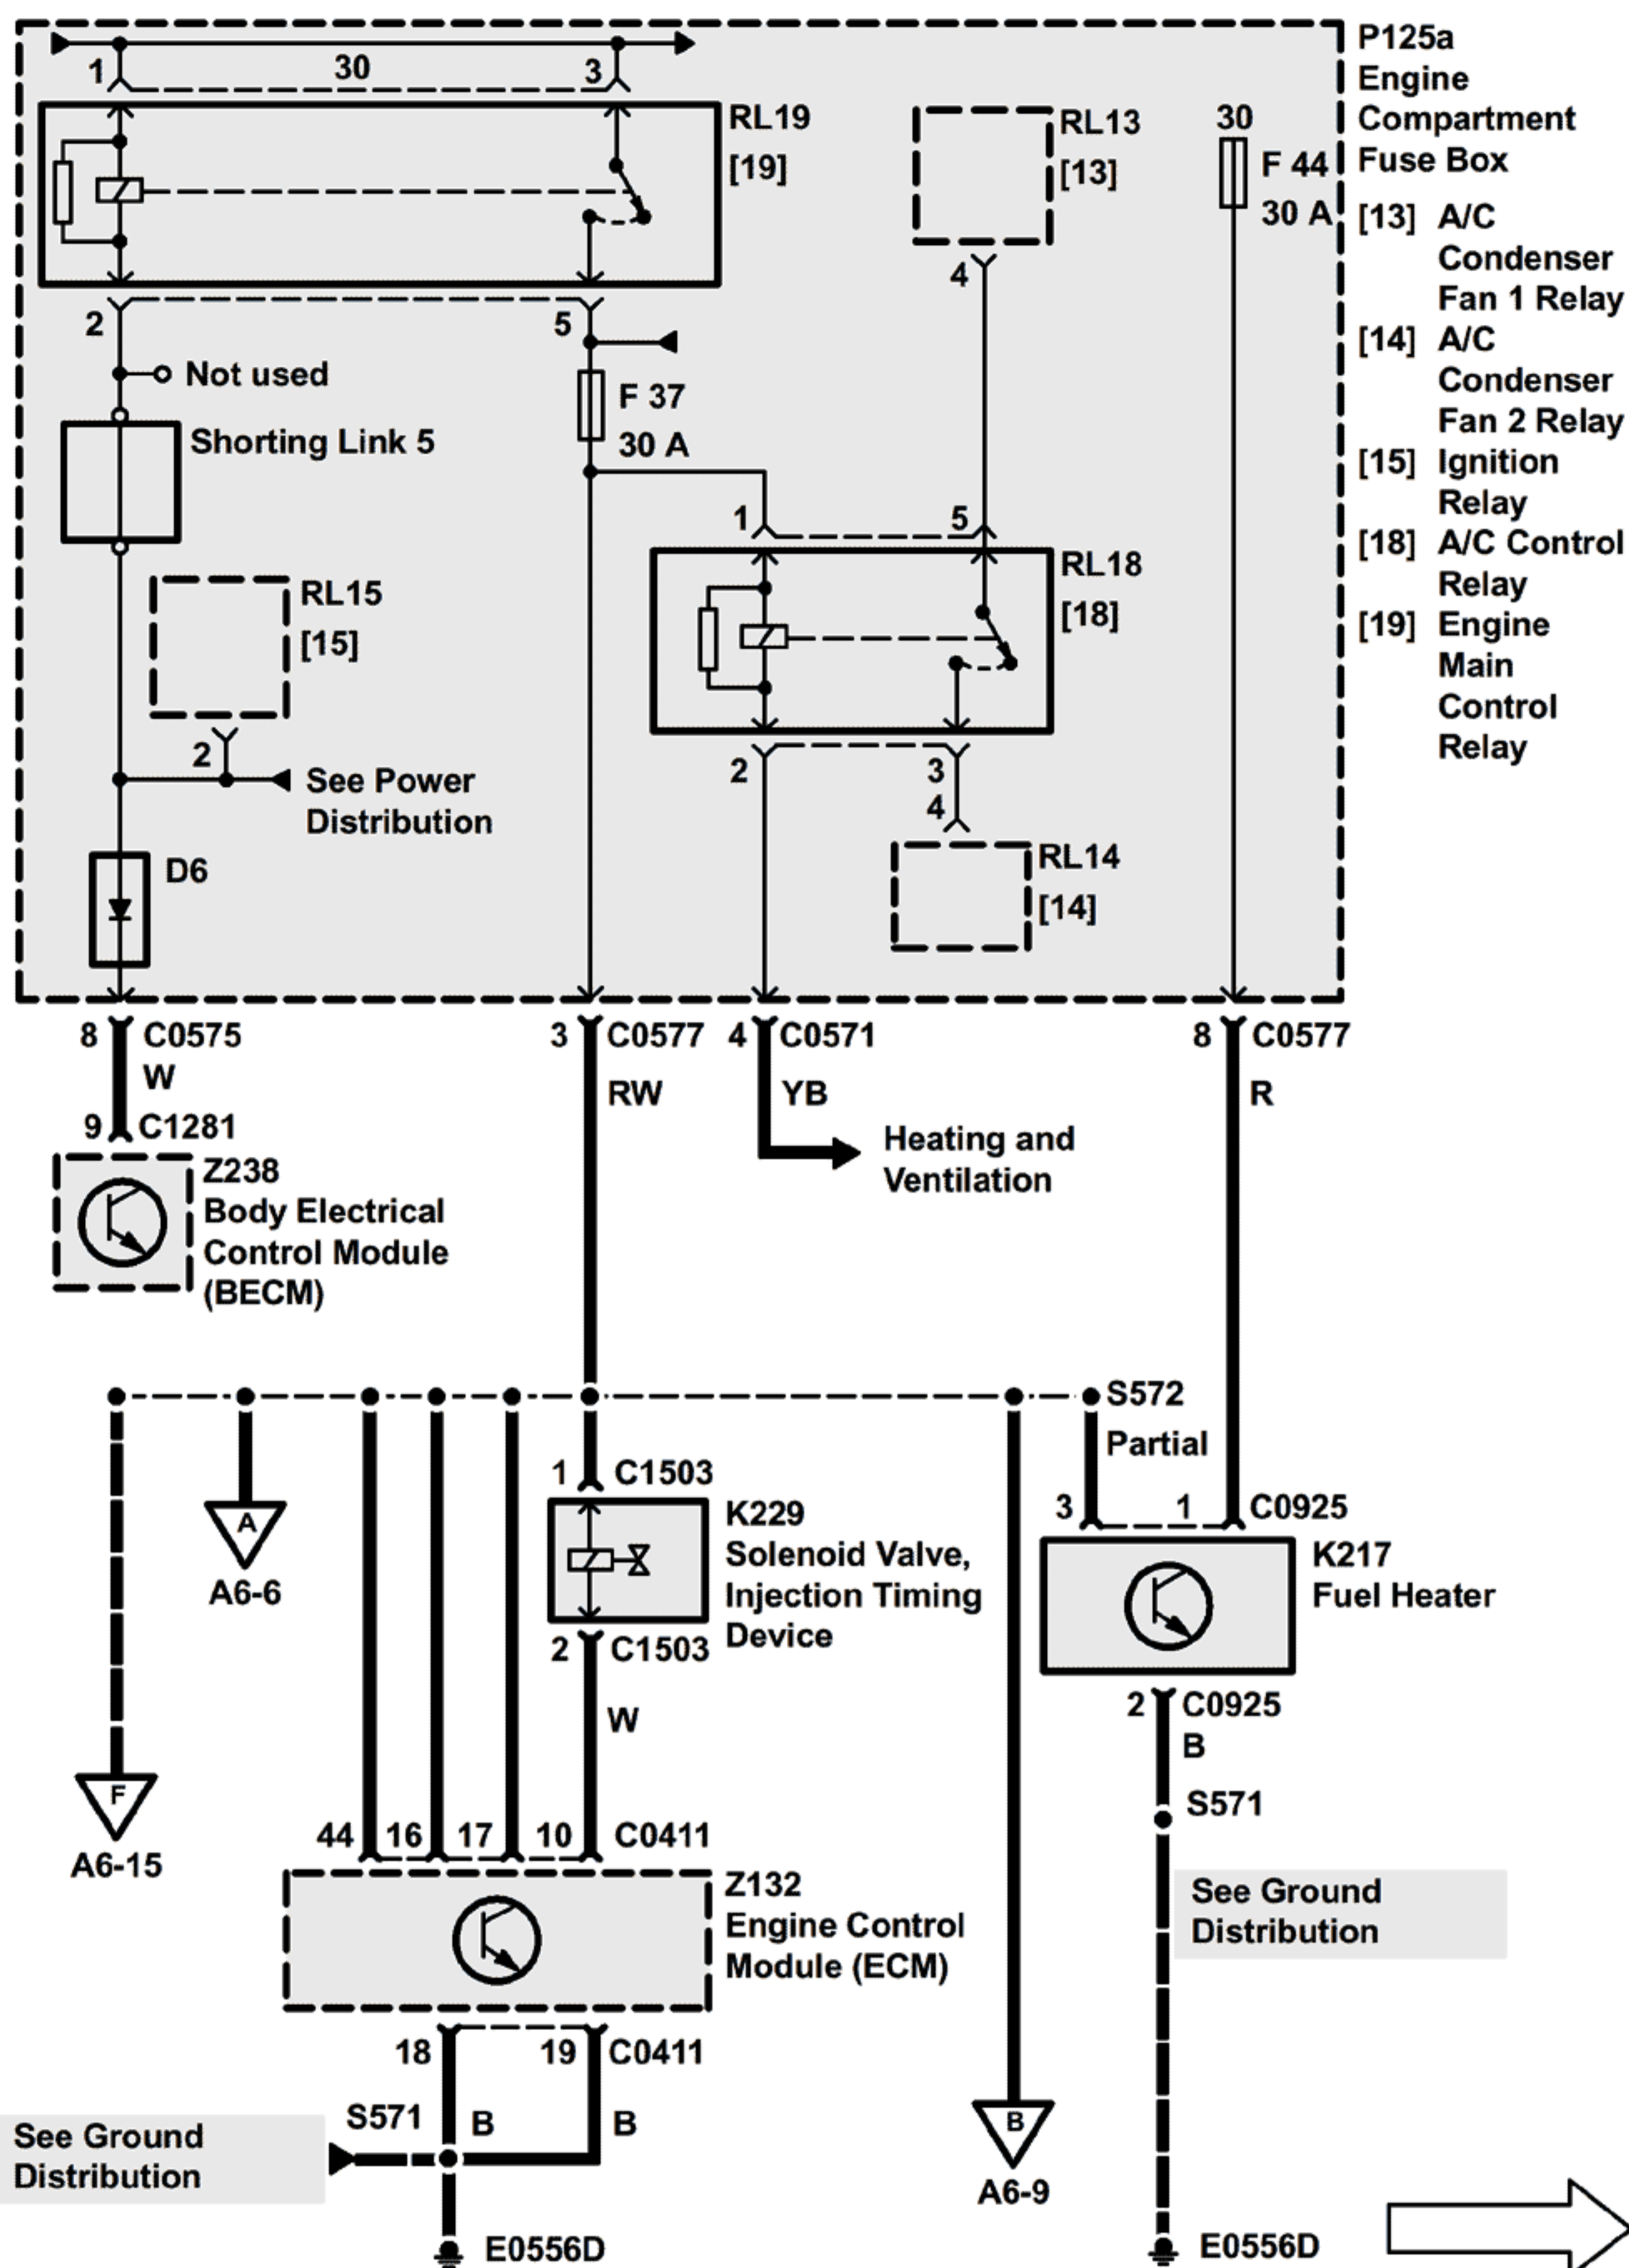 P125a
Engine
Compartment
Fuse Box
[13] A/C
Condenser
Fan 1 Relay
[14] A/C
Condenser
Fan 2 Relay
[15] Ignition
Relay
[18] A/C Control
Relay
[19] Engine
Main
Control
Relay
1 30 3
RL19
[19]
RL13
[13]
4
30
F 44
30 A
2 5
Not used
Shorting Link 5
F 37
30 A
1 5
RL18
[18]
RL15
[15]
2
See Power
Distribution
2 3
4
RL14
[14]
D6
8 C0575
W
9 C1281
3 C0577
RW
4 C0571
YB
8 C0577
R
Heating and
Ventilation
Z238
Body Electrical
Control Module
(BECM)
S572
Partial
1 C1503
3 1 C0925
A
A6-6
K229
Solenoid Valve,
Injection Timing
Device
2 C1503
W
K217
Fuel Heater
2 C0925
B
S571
See Ground
Distribution
F
A6-15
44 16 17 10 C0411
Z132
Engine Control
Module (ECM)
18 19 C0411
S571
B B
See Ground
Distribution
E0556D
B
A6-9
E0556D